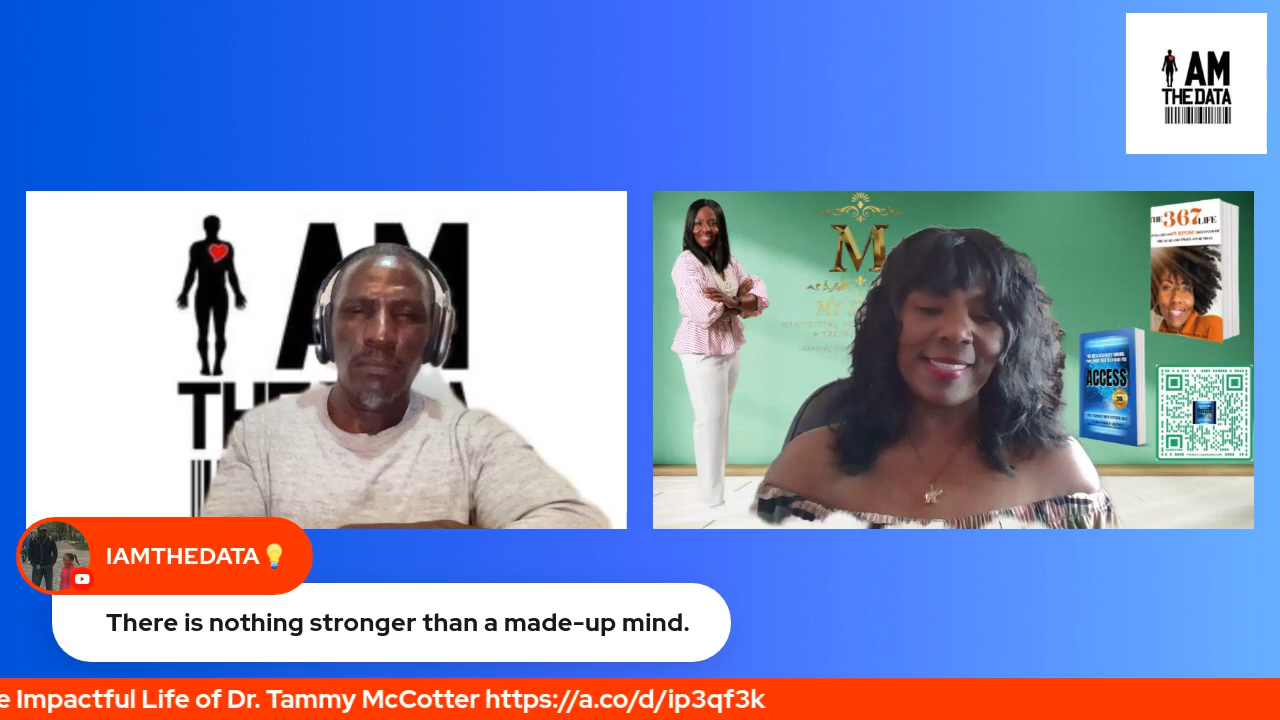 I AM
THE DATA
I AM
M
THE 367 LIFE
ACCESS
IAMTHEDATA💡
There is nothing stronger than a made-up mind.
e Impactful Life of Dr. Tammy McCotter https://a.co/d/ip3qf3k